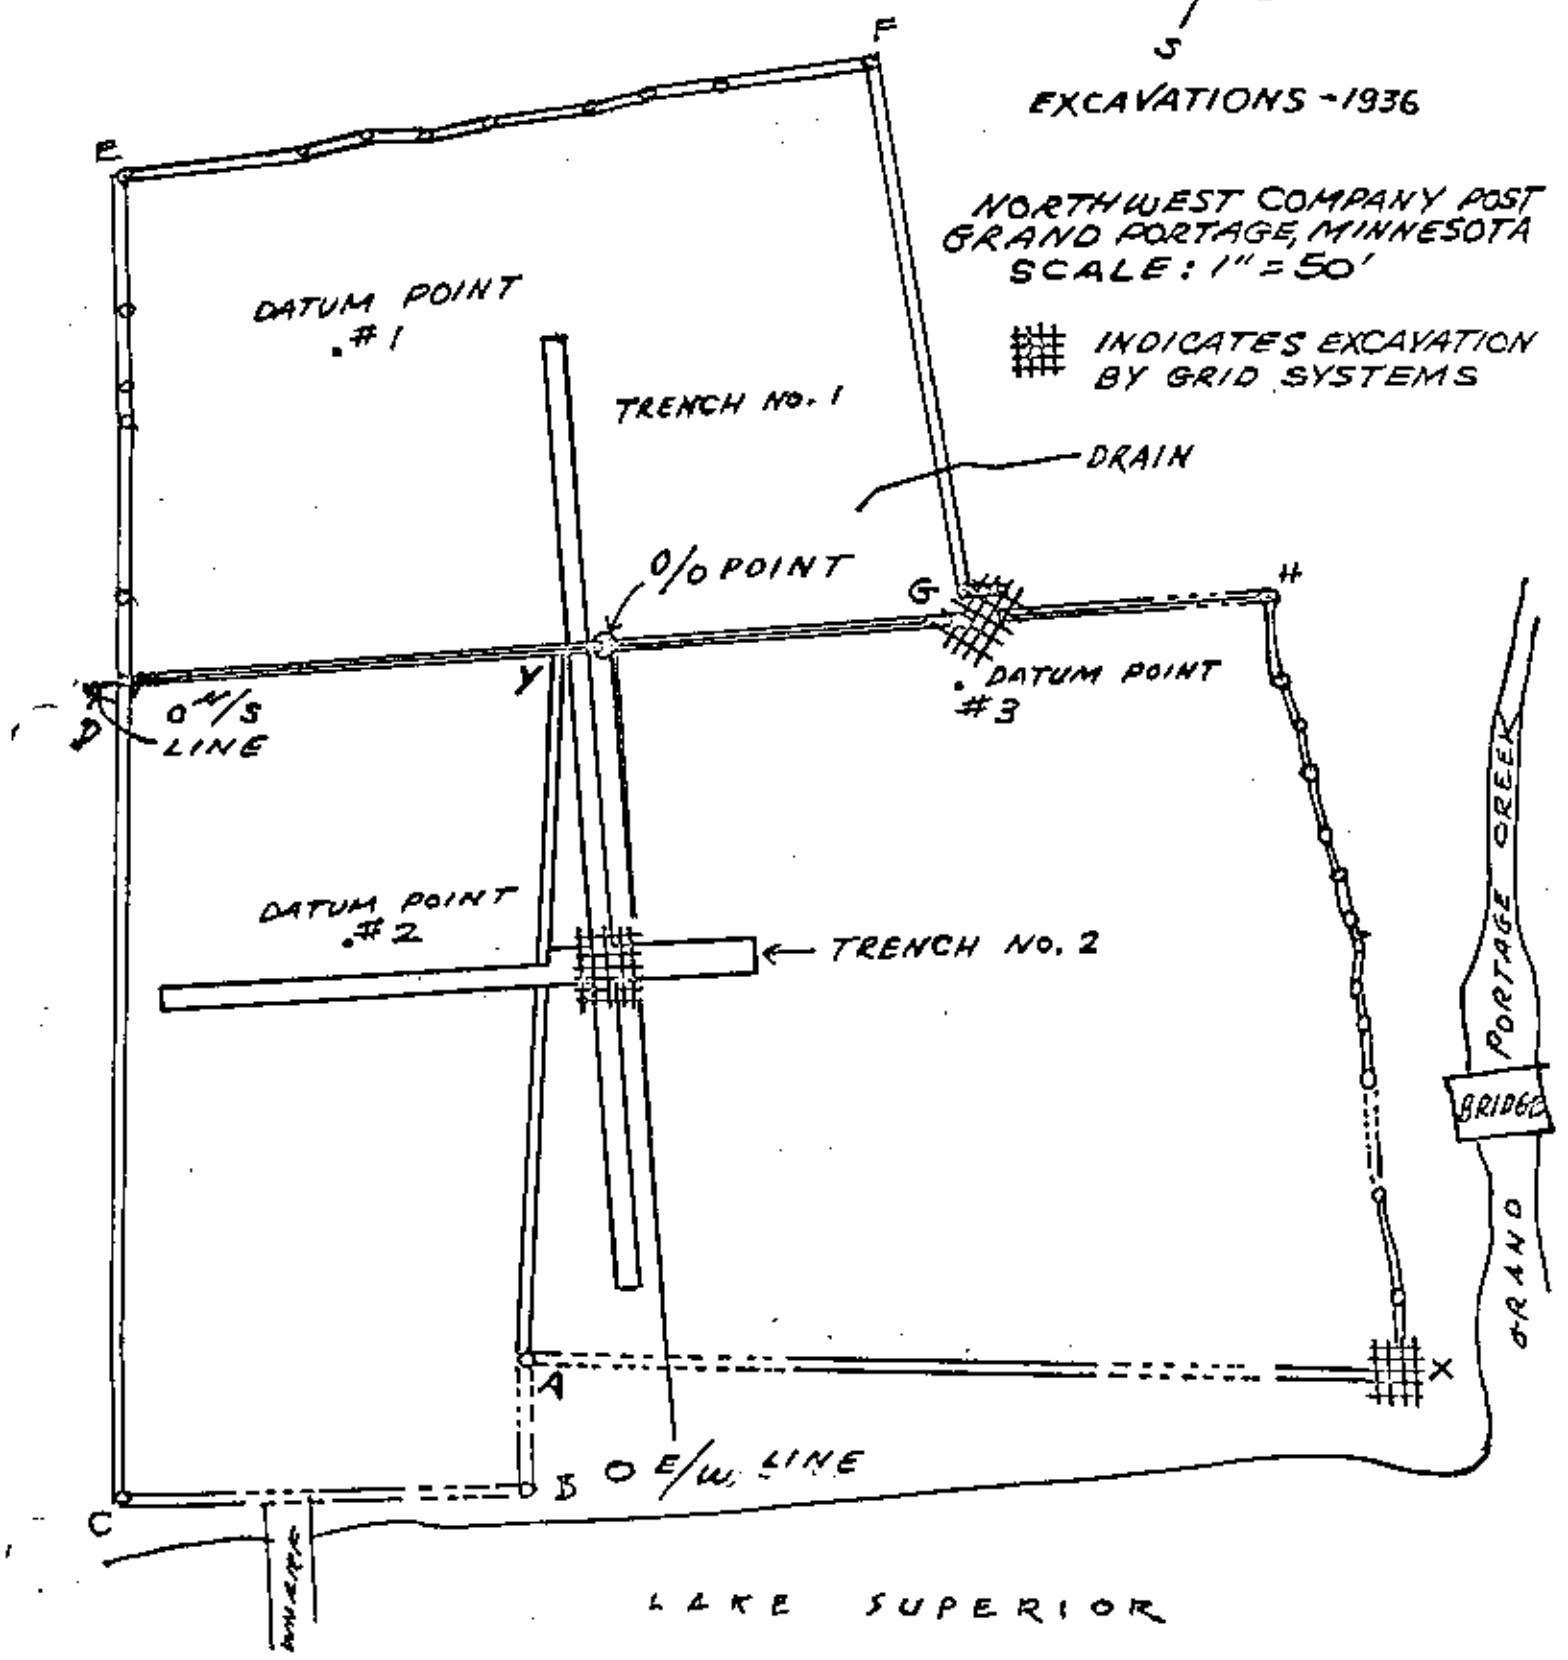 S
F
EXCAVATIONS - 1936
E
NORTHWEST COMPANY POST
GRAND PORTAGE, MINNESOTA
SCALE: 1" = 50'
DATUM POINT
#1
INDICATES EXCAVATION
BY GRID SYSTEMS
TRENCH NO. 1
DRAIN
0/0 POINT
G
H
Y
DATUM POINT
#3
D
0 N/S
LINE
DATUM POINT
#2
TRENCH NO. 2
GRAND PORTAGE CREEK
BRIDGE
A
X
B
0 E/W. LINE
C
WHARF
LAKE SUPERIOR